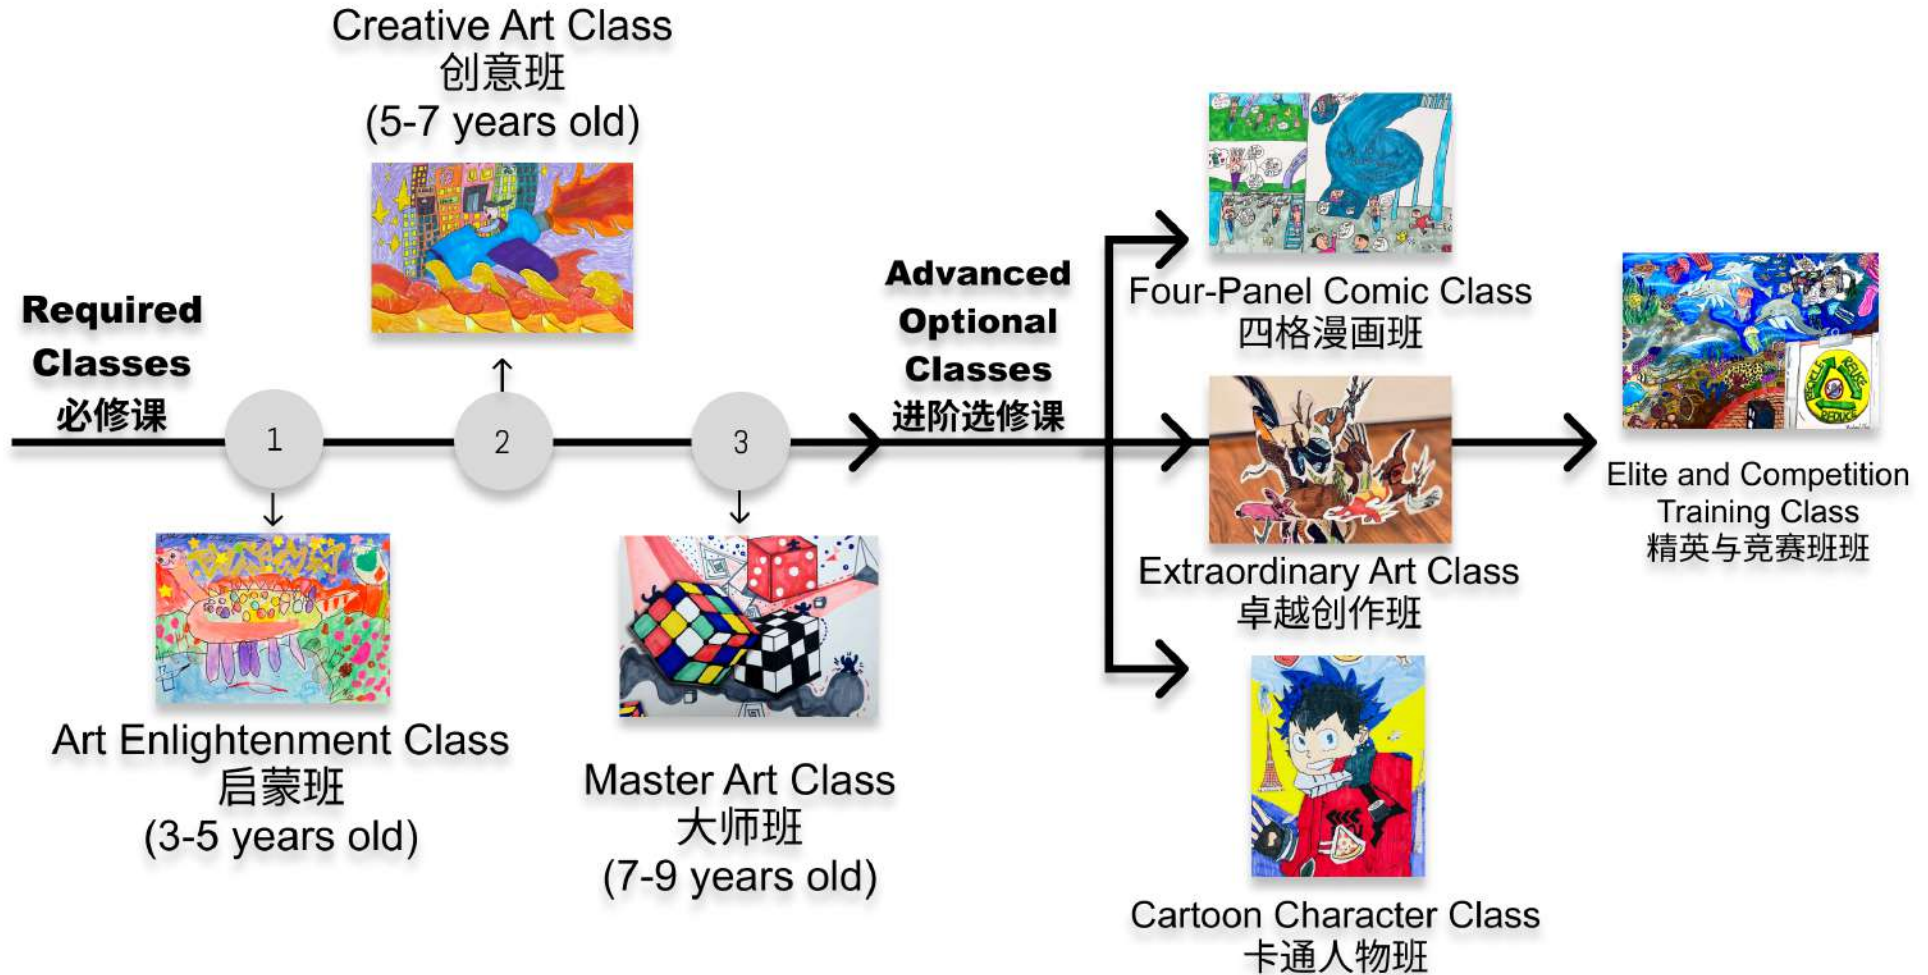 Creative Art Class
创意班
(5-7 years old)
Required
Classes
必修课
1
2
3
Art Enlightenment Class
启蒙班
(3-5 years old)
Master Art Class
大师班
(7-9 years old)
Advanced
Optional
Classes
进阶选修课
Four-Panel Comic Class
四格漫画班
Extraordinary Art Class
卓越创作班
Cartoon Character Class
卡通人物班
RECYCLE
REUSE
REDUCE
Elite and Competition
Training Class
精英与竞赛班班